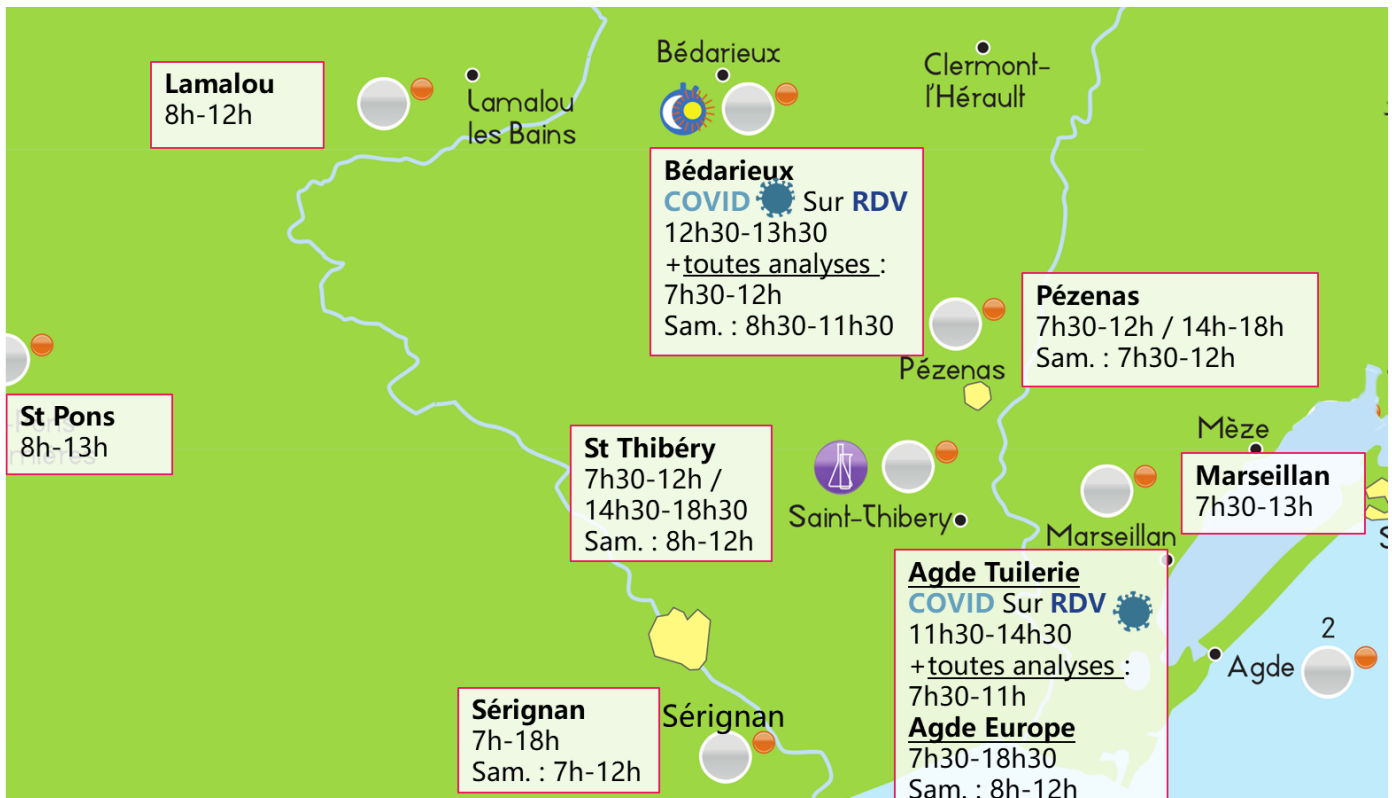 Lamalou
8h-12h
Lamalou
les Bains
Bédarieux
Clermont-
l'Hérault
Bédarieux
COVID Sur RDV
12h30-13h30
+toutes analyses :
7h30-12h
Sam. : 8h30-11h30
Pézenas
7h30-12h / 14h-18h
Sam. : 7h30-12h
Pézenas
St Pons
8h-13h
St Thibéry
7h30-12h /
14h30-18h30
Sam. : 8h-12h
Saint-Thibery
Mèze
Marseillan
7h30-13h
Marseillan
Agde Tuilerie
COVID Sur RDV
11h30-14h30
+toutes analyses :
7h30-11h
Agde Europe
7h30-18h30
Sam. : 8h-12h
2
Agde
Sérignan
7h-18h
Sam. : 7h-12h
Sérignan